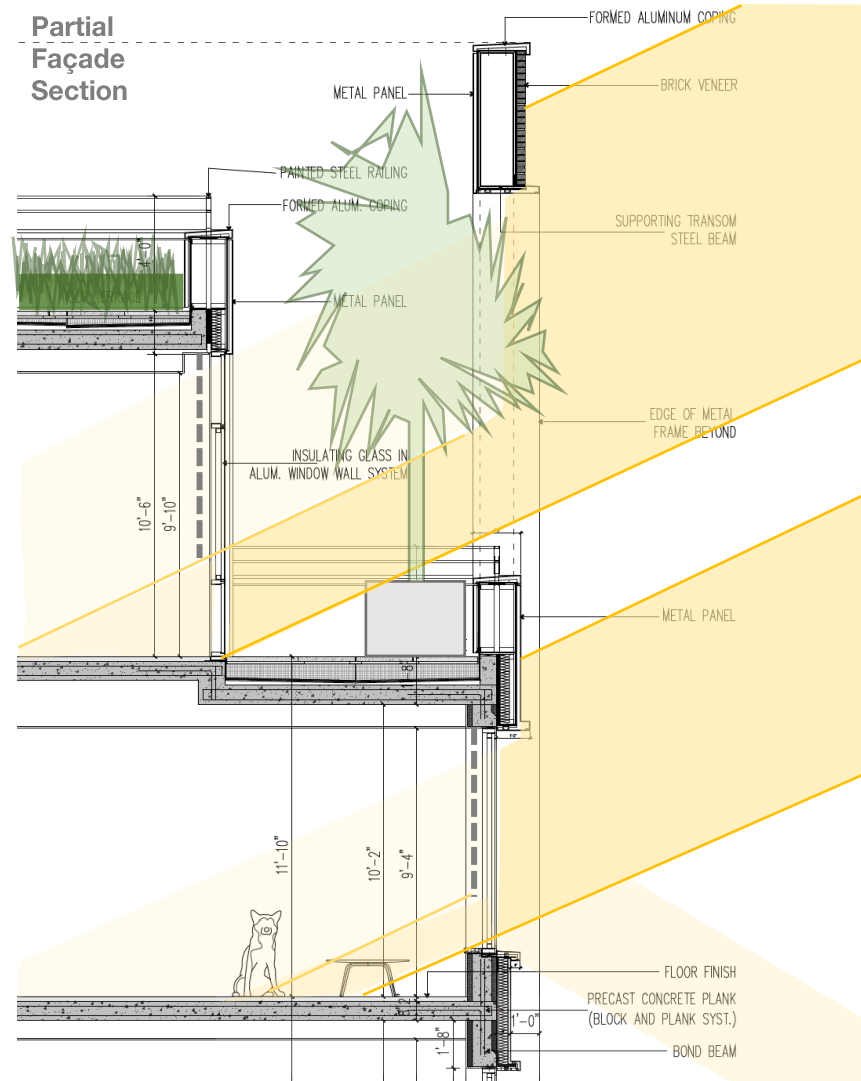 Partial
Façade
Section
FORMED ALUMINUM COPING
BRICK VENEER
METAL PANEL
PAINTED STEEL RAILING
FORMED ALUM. COPING
SUPPORTING TRANSOM
STEEL BEAM
4'-0"
METAL PANEL
EDGE OF METAL
FRAME BEYOND
INSULATING GLASS IN
ALUM. WINDOW WALL SYSTEM
10'-6"
9'-10"
METAL PANEL
1'-8"
11'-10"
10'-2"
9'-4"
FLOOR FINISH
PRECAST CONCRETE PLANK
(BLOCK AND PLANK SYST.)
1'-0"
1'-8"
BOND BEAM